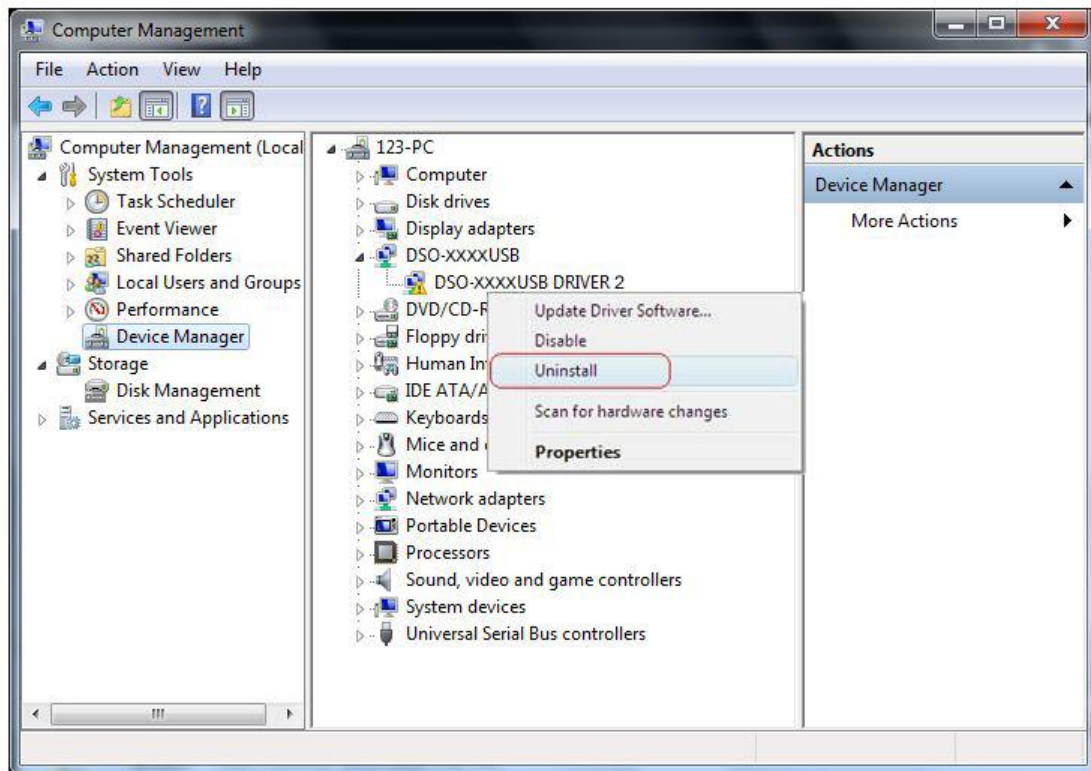 Computer Management
File Action View Help
Computer Management (Local
System Tools
Task Scheduler
Event Viewer
Shared Folders
Local Users and Groups
Performance
Device Manager
Storage
Disk Management
Services and Applications
123-PC
Computer
Disk drives
Display adapters
DSO-XXXXUSB
DSO-XXXXUSB DRIVER 2
DVD/CD-R
Floppy dri
Human In
IDE ATA/A
Keyboards
Mice and
Monitors
Network adapters
Portable Devices
Processors
Sound, video and game controllers
System devices
Universal Serial Bus controllers
Update Driver Software...
Disable
Uninstall
Scan for hardware changes
Properties
Actions
Device Manager
More Actions